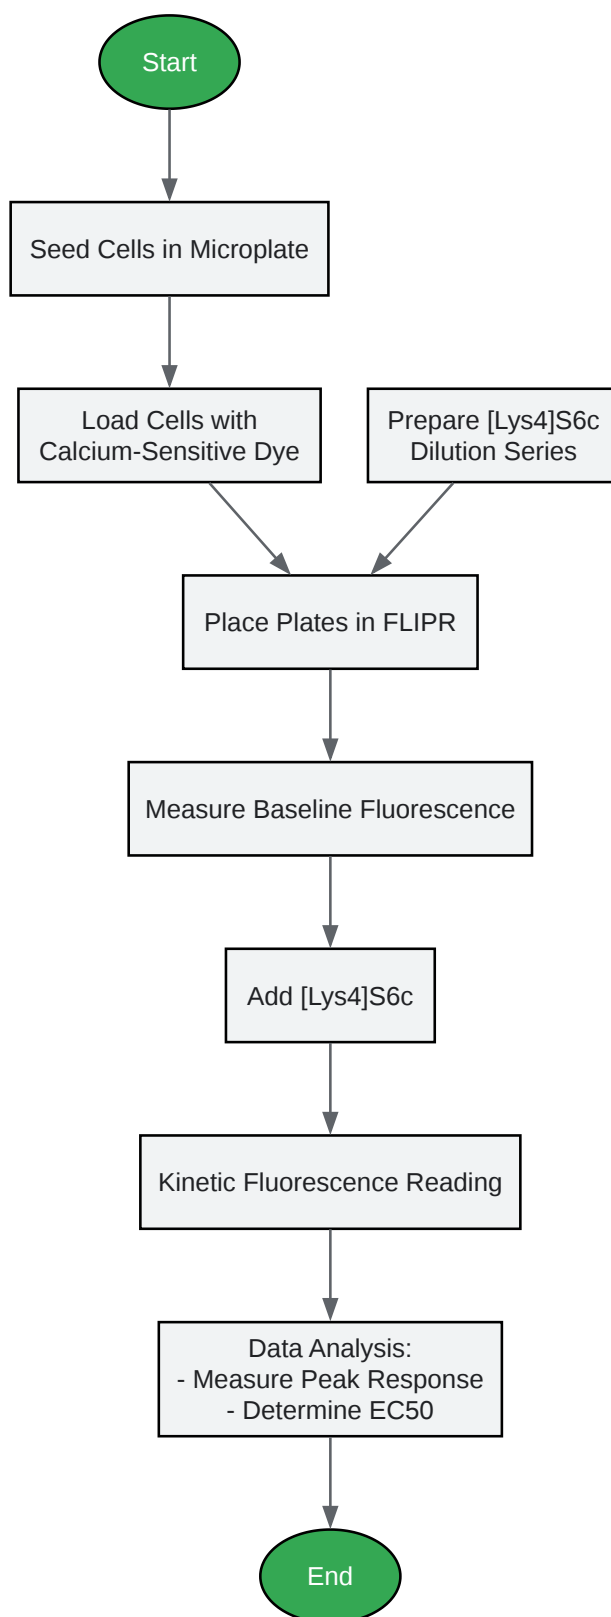 Start
Seed Cells in Microplate
Load Cells with
Calcium-Sensitive Dye
Prepare [Lys4]S6c
Dilution Series
Place Plates in FLIPR
Measure Baseline Fluorescence
Add [Lys4]S6c
Kinetic Fluorescence Reading
Data Analysis:
- Measure Peak Response
- Determine EC50
End